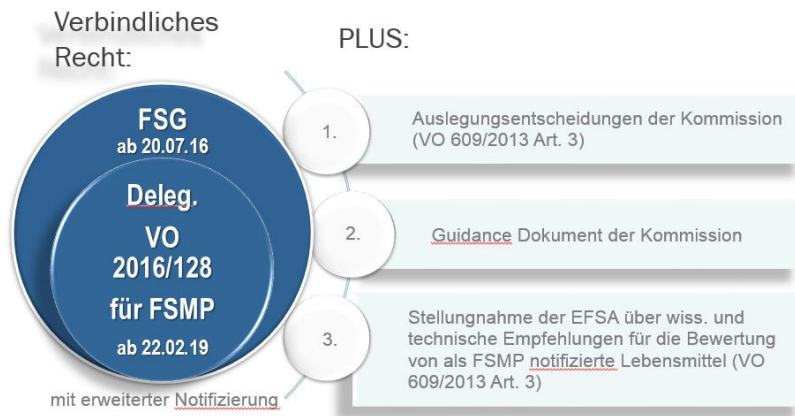 Verbindliches
Recht:
PLUS:
FSG
ab 20.07.16
Deleg.
VO
2016/128
für FSMP
ab 22.02.19
mit erweiterter Notifizierung
1.
Auslegungsentscheidungen der Kommission
(VO 609/2013 Art. 3)
2.
Guidance Dokument der Kommission
3.
Stellungnahme der EFSA über wiss. und
technische Empfehlungen für die Bewertung
von als FSMP notifizierte Lebensmittel (VO
609/2013 Art. 3)